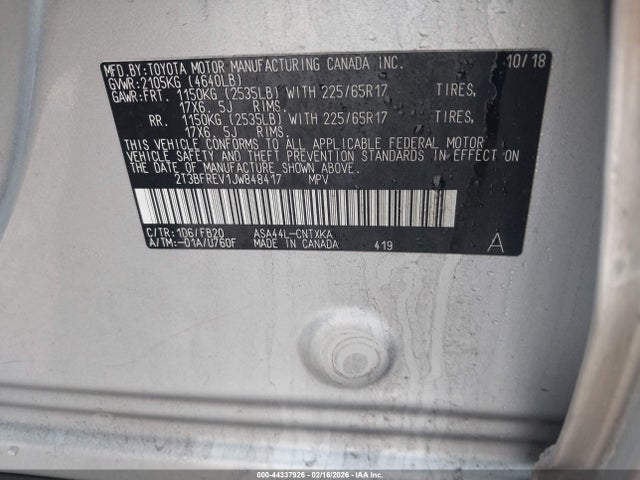 MFD.BY:TOYOTA MOTOR MANUFACTURING CANADA INC. 10/18
GVWR:2105KG (4640LB)
GAWR:FRT. 1150KG (2535LB) WITH 225/65R17 TIRES,
17X6.5J RIMS.
RR. 1150KG (2535LB) WITH 225/65R17 TIRES,
17X6.5J RIMS.
THIS VEHICLE CONFORMS TO ALL APPLICABLE FEDERAL MOTOR
VEHICLE SAFETY AND THEFT PREVENTION STANDARDS IN EFFECT ON
THE DATE OF MANUFACTURE SHOWN ABOVE.
2T3BFREV1JW848417 MPV
C/TR:1D6/FB20 ASA44L-CNTXKA
A/TM:-01A/U760F MADE IN CANADA 419 A
000-44337926 - 02/16/2026 - IAA Inc.